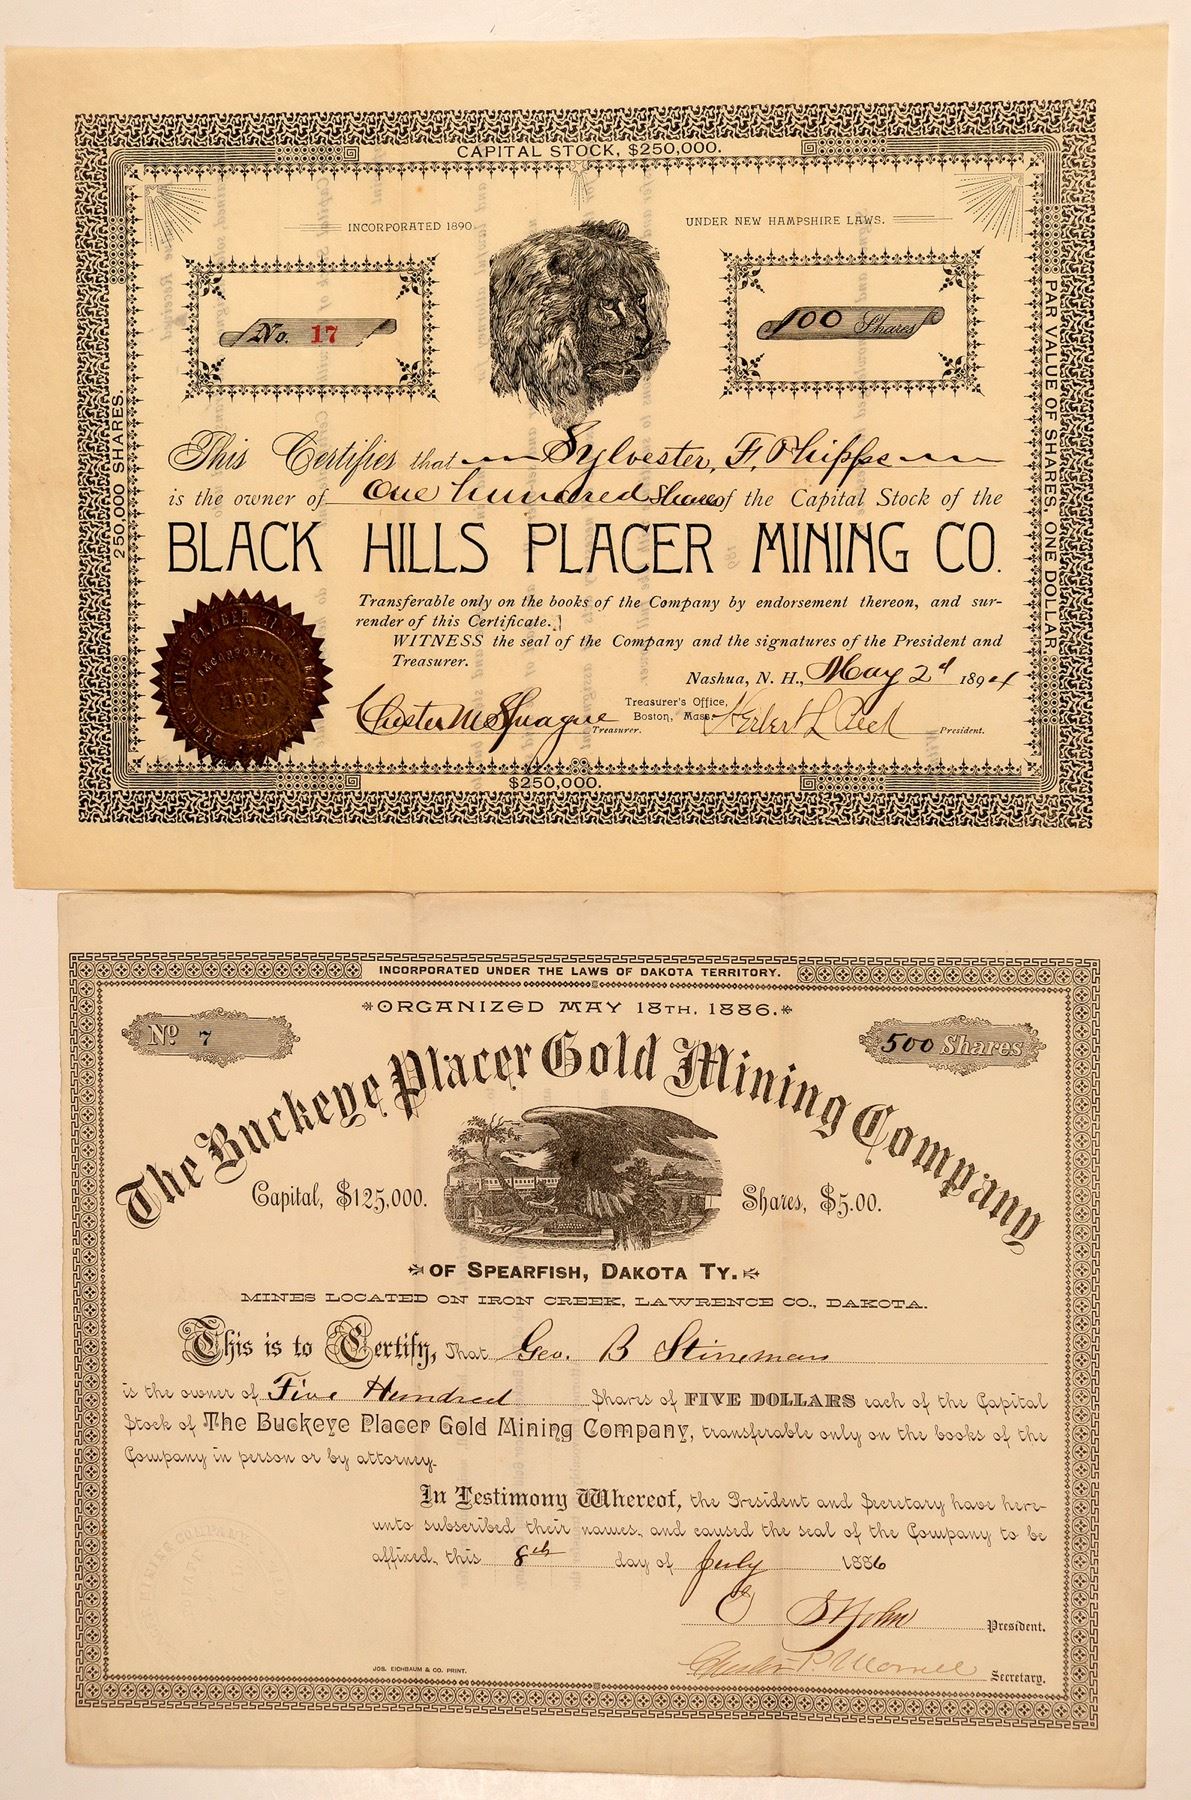 CAPITAL STOCK, $250,000.
INCORPORATED 1890.
UNDER NEW HAMPSHIRE LAWS.
No. 17
100 Shares
250,000 SHARES.
PAR VALUE OF SHARES, ONE DOLLAR
This Certifies that Sylvester, F. Phipps
is the owner of One hundred Shares of the Capital Stock of the
BLACK HILLS PLACER MINING CO.
Transferable only on the books of the Company by endorsement thereon, and sur-
render of this Certificate.
WITNESS the seal of the Company and the signatures of the President and
Treasurer.
Nashua, N. H., May 2d 1894
Treasurer's Office,
Boston, Mass.
Chester M Sprague Treasurer.
President.
$250,000.
INCORPORATED UNDER THE LAWS OF DAKOTA TERRITORY.
ORGANIZED MAY 18TH, 1886.
No 7
500 Shares
The Buckeye Placer Gold Mining Company
Capital, $125,000.
Shares, $5.00.
OF SPEARFISH, DAKOTA TY.
MINES LOCATED ON IRON CREEK, LAWRENCE CO., DAKOTA.
This is to Certify, That Geo. B Stineman
is the owner of Five Hundred Shares of FIVE DOLLARS each of the Capital
Stock of The Buckeye Placer Gold Mining Company, transferable only on the books of the
Company in person or by attorney.
In Testimony Whereof, the President and Secretary have here-
unto subscribed their names, and caused the seal of the Company to be
affixed, this 8th day of July 1886
President.
Secretary.
JOS. EICHBAUM & CO. PRINT.